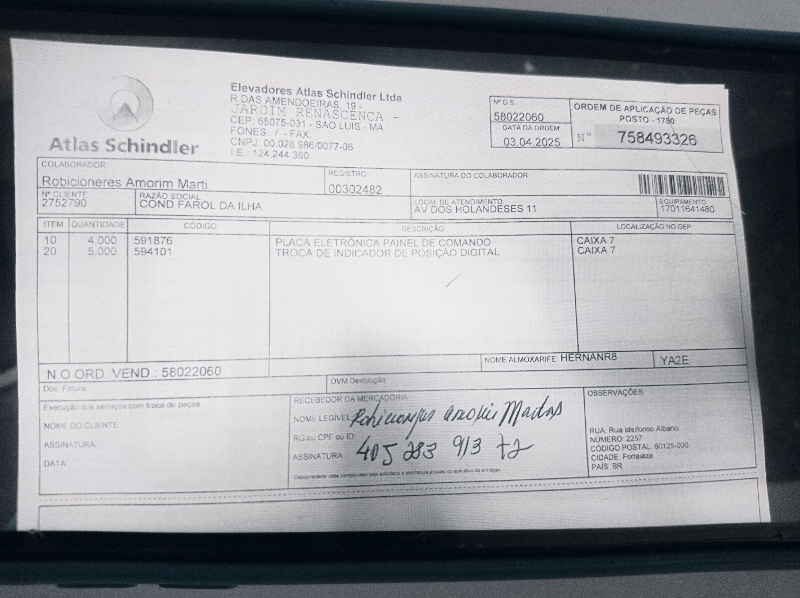 Elevadores Atlas Schindler Ltda
R DAS AMENDOEIRAS, 19 -
JARDIM RENASCENCA -
CEP: 65075-031 - SAO LUIS - MA
FONES: / - FAX
CNPJ: 00.028.986/0077-06
I.E.: 124.244.360
Atlas Schindler
Nº O.S.
58022060
DATA DA ORDEM
03.04.2025
ORDEM DE APLICAÇÃO DE PEÇAS
POSTO - 1780
Nº 758493326
COLABORADOR
Robicioneres Amorim Marti
REGISTRO
00302482
ASSINATURA DO COLABORADOR
Nº CLIENTE
2752790
RAZÃO SOCIAL
COND FAROL DA ILHA
LOCAL DE ATENDIMENTO
AV DOS HOLANDESES 11
EQUIPAMENTO
17011641480
ITEM QUANTIDADE CÓDIGO DESCRIÇÃO LOCALIZAÇÃO NO DEP
10 4,000 591876 PLACA ELETRÔNICA PAINEL DE COMANDO CAIXA 7
20 5,000 594101 TROCA DE INDICADOR DE POSIÇÃO DIGITAL CAIXA 7
N.O ORD. VEND.: 58022060
NOME ALMOXARIFE: HERNANR8
YA2E
Doc. Fatura
OVM Devolução
Execução dos serviços com troca de peças
NOME DO CLIENTE:
ASSINATURA:
DATA:
RECEBEDOR DA MERCADORIA
NOME LEGÍVEL:
RG ou CPF ou ID:
ASSINATURA: 405 283 913 72
OBSERVAÇÕES:
RUA: Rua Idelfonso Albano
NÚMERO: 2257
CÓDIGO POSTAL: 60125-000
CIDADE: Fortaleza
PAÍS: BR